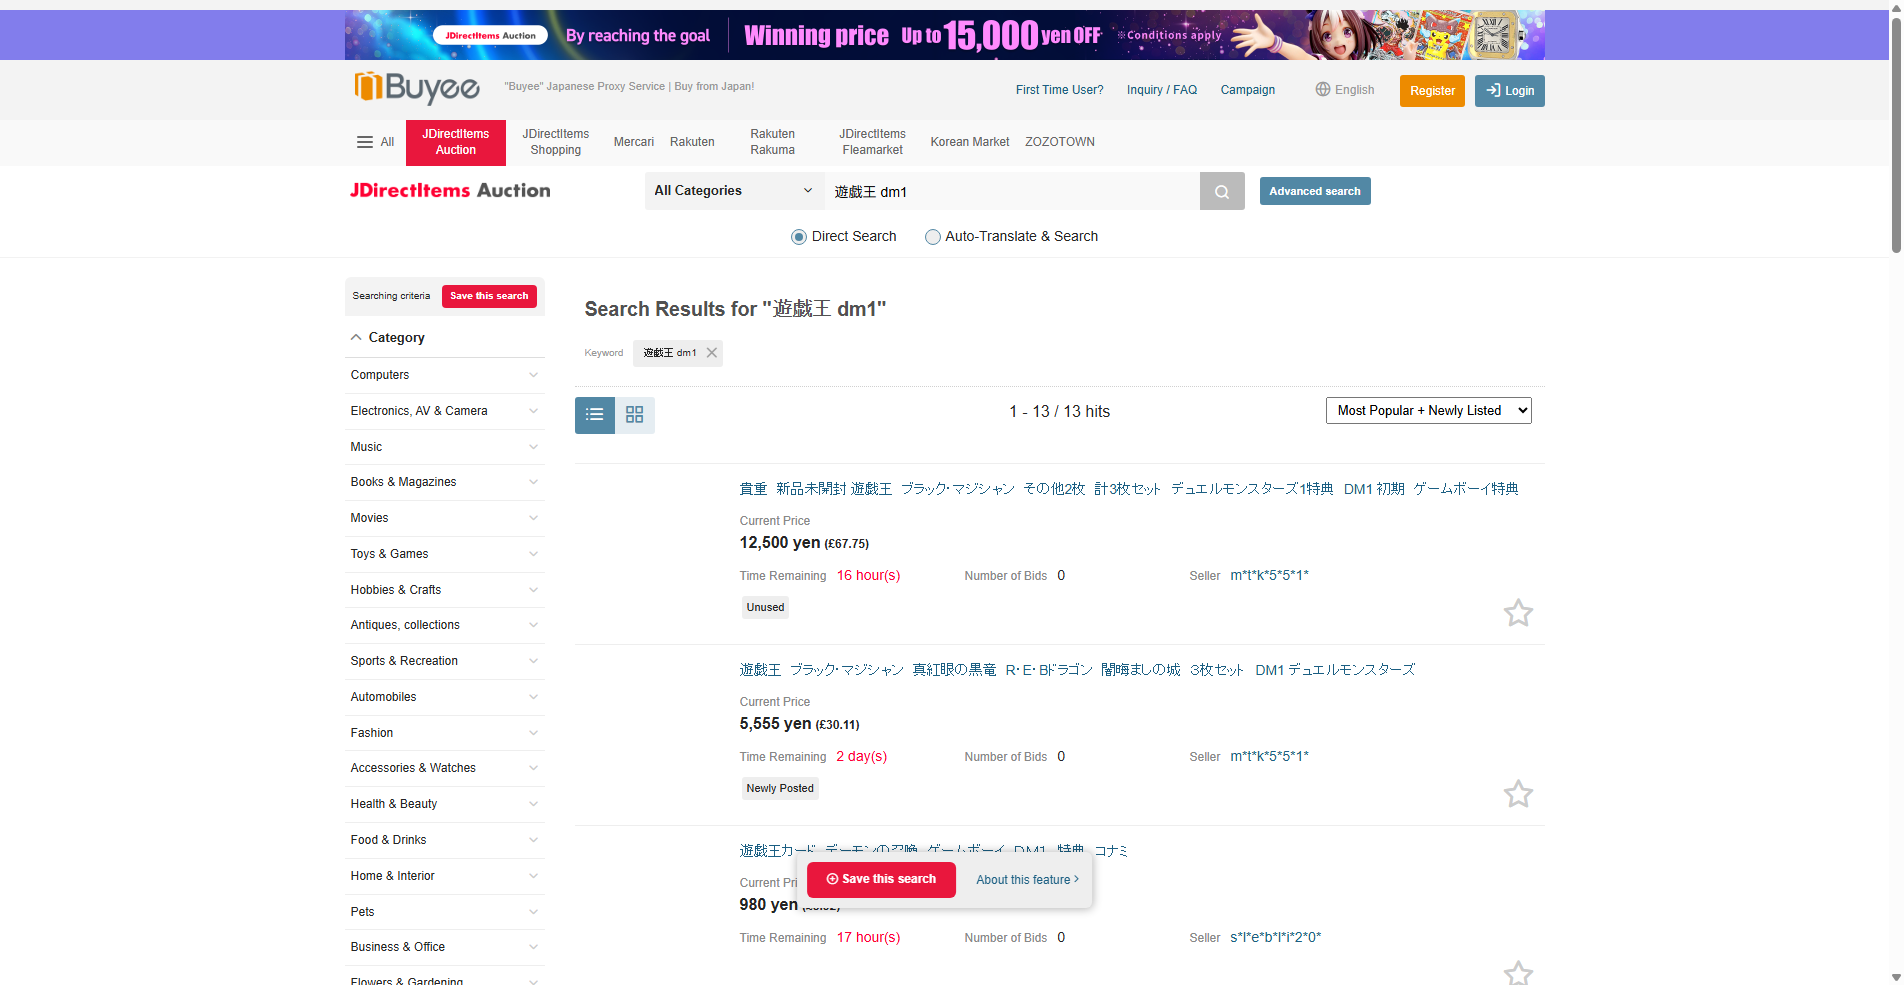 JDirectItems Auction By reaching the goal Winning price Up to 15,000 yen OFF ※Conditions apply
Buyee "Buyee" Japanese Proxy Service | Buy from Japan! First Time User? Inquiry / FAQ Campaign English Register Login
All
JDirectItems Auction
JDirectItems Shopping
Mercari
Rakuten
Rakuten Rakuma
JDirectItems Fleamarket
Korean Market
ZOZOTOWN
JDirectItems Auction All Categories 遊戯王 dm1 Advanced search
Direct Search Auto-Translate & Search
Searching criteria Save this search
Category
Computers
Electronics, AV & Camera
Music
Books & Magazines
Movies
Toys & Games
Hobbies & Crafts
Antiques, collections
Sports & Recreation
Automobiles
Fashion
Accessories & Watches
Health & Beauty
Food & Drinks
Home & Interior
Pets
Business & Office
Flowers & Gardening
Search Results for "遊戯王 dm1"
Keyword 遊戯王 dm1
1 - 13 / 13 hits Most Popular + Newly Listed
貴重 新品未開封 遊戯王 ブラック・マジシャン その他2枚 計3枚セット デュエルモンスターズ1特典 DM1 初期 ゲームボーイ特典
Current Price
12,500 yen (£67.75)
Time Remaining 16 hour(s) Number of Bids 0 Seller m*t*k*5*5*1*
Unused
遊戯王 ブラック・マジシャン 真紅眼の黒竜 R・E・Bドラゴン 闇晦ましの城 3枚セット DM1 デュエルモンスターズ
Current Price
5,555 yen (£30.11)
Time Remaining 2 day(s) Number of Bids 0 Seller m*t*k*5*5*1*
Newly Posted
遊戯王カード デーモンの召喚 ゲームボーイ DM1 特典 コナミ
Current Pri
980 yen
Save this search About this feature
Time Remaining 17 hour(s) Number of Bids 0 Seller s*l*e*b*l*i*2*0*